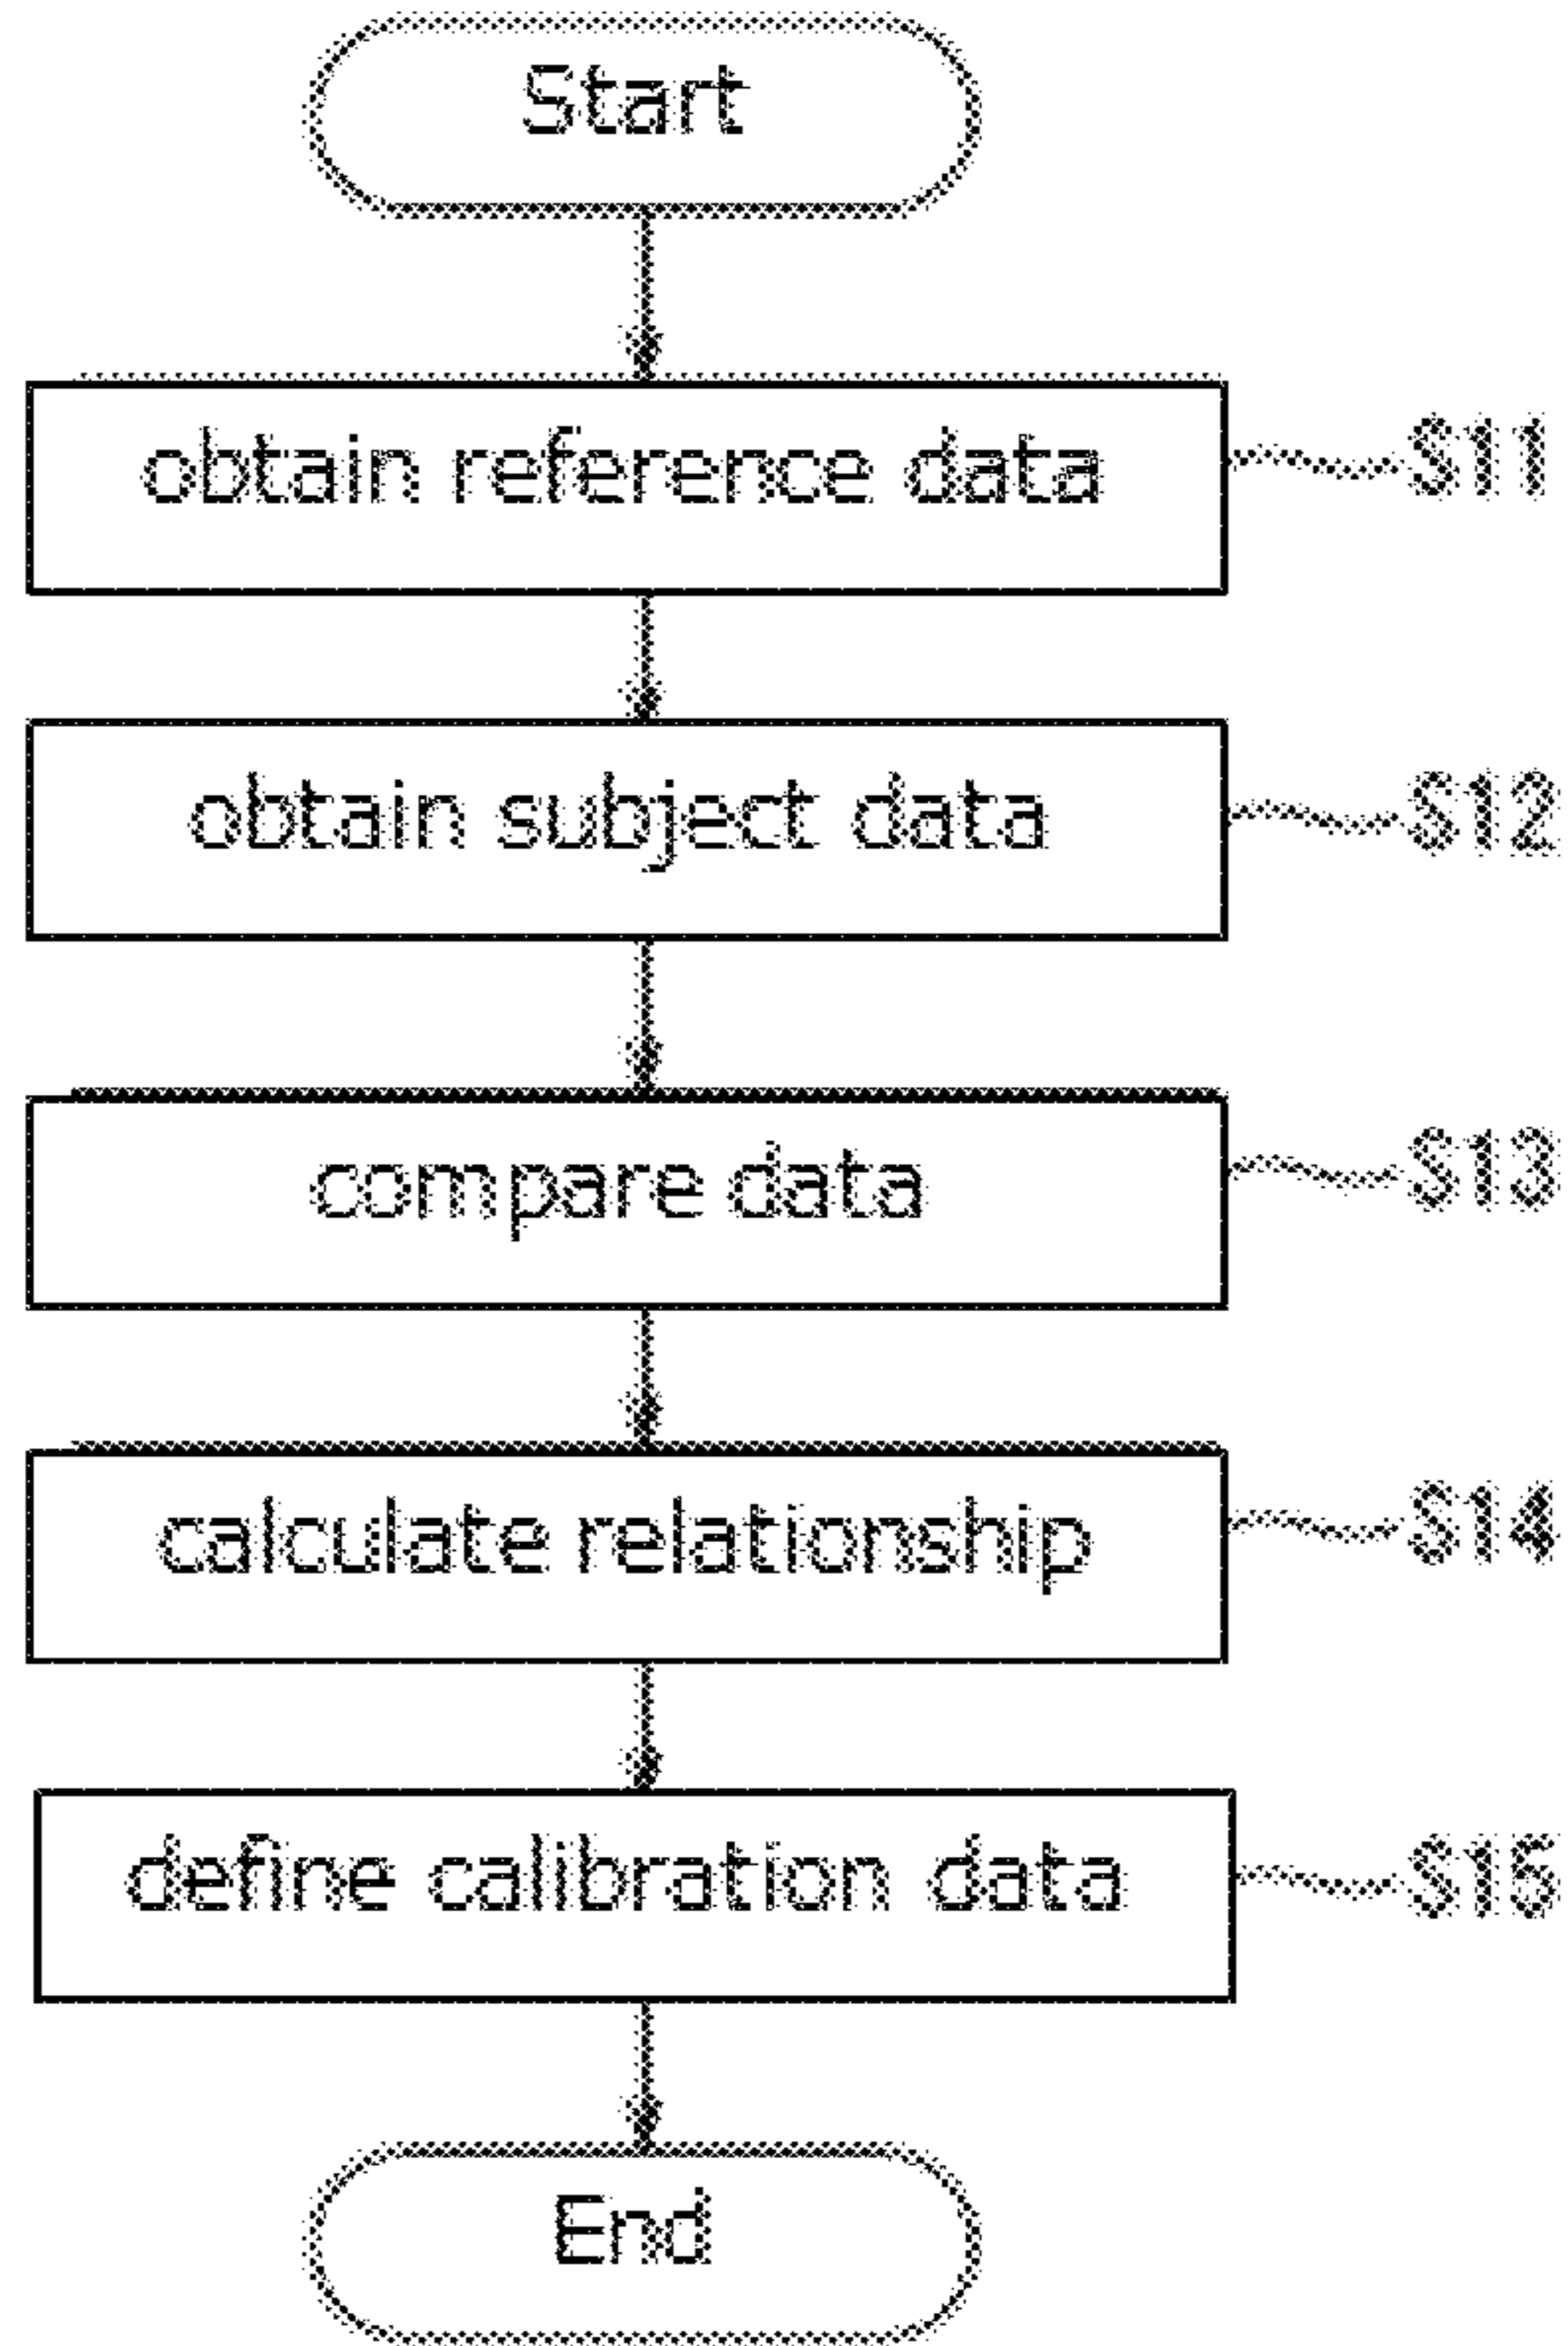 Start
obtain reference data S11
obtain subject data S12
compare data S13
calculate relationship S14
define calibration data S15
End